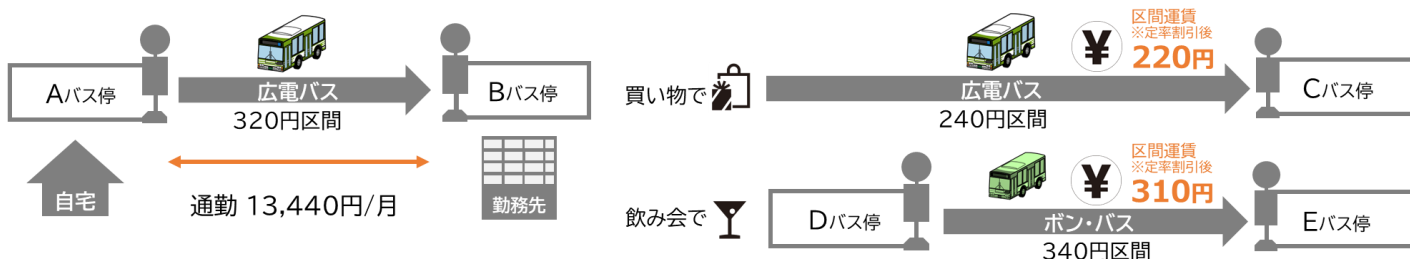 Aバス停
広電バス
320円区間
Bバス停
自宅
通勤 13,440円/月
勤務先
買い物で
広電バス
240円区間
¥
区間運賃
※定率割引後
220円
Cバス停
飲み会で
Dバス停
ボン・バス
340円区間
¥
区間運賃
※定率割引後
310円
Eバス停